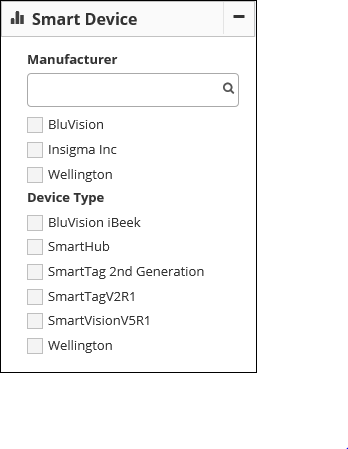 Smart Device
Manufacturer
BluVision
Insigma Inc
Wellington
Device Type
BluVision iBeek
SmartHub
SmartTag 2nd Generation
SmartTagV2R1
SmartVisionV5R1
Wellington